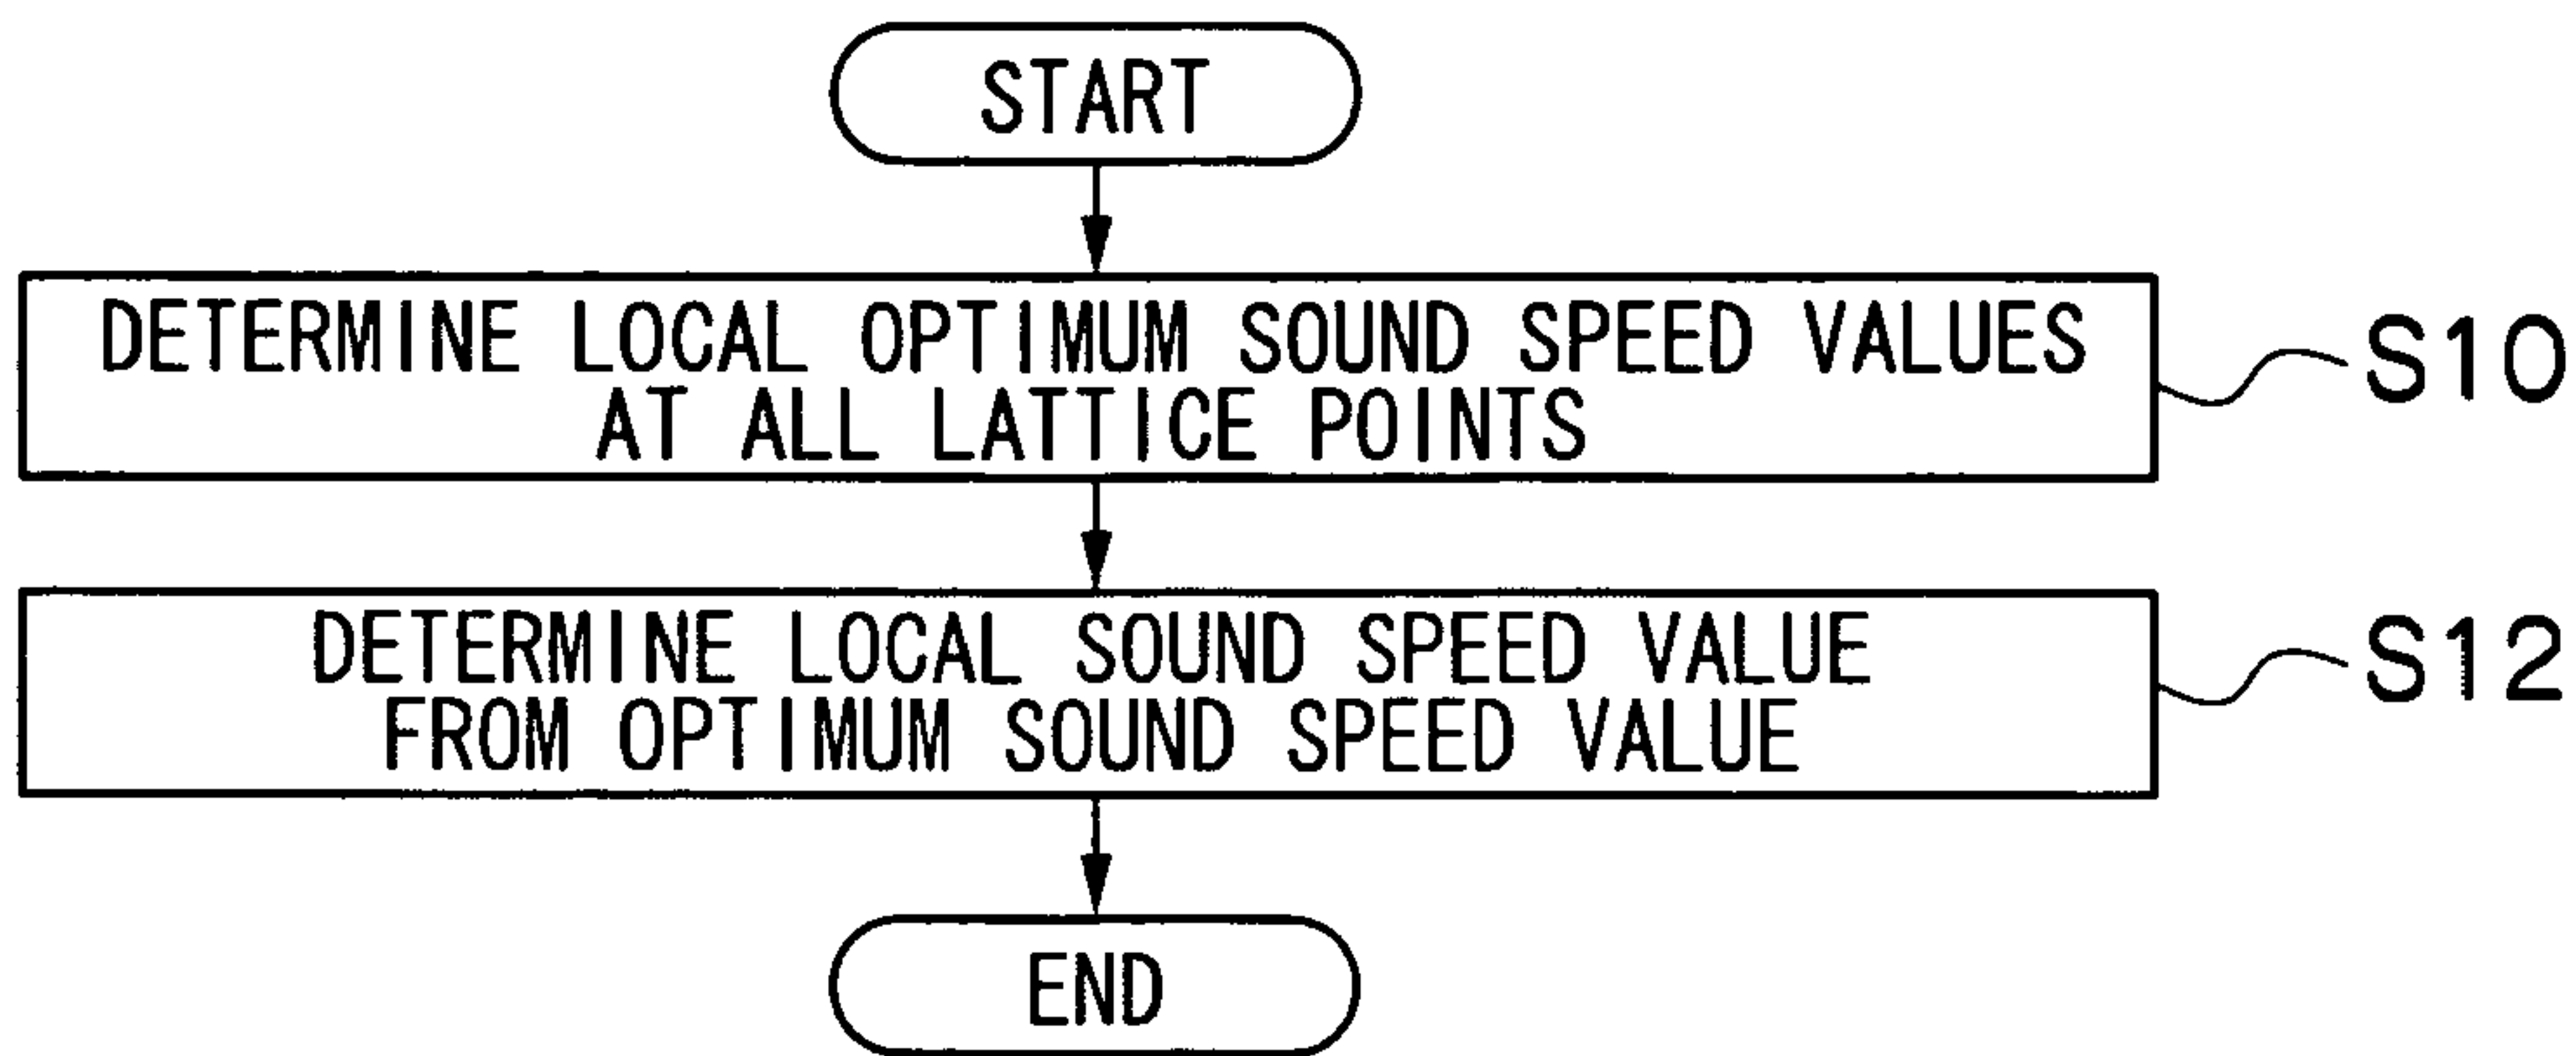 START
DETERMINE LOCAL OPTIMUM SOUND SPEED VALUES
AT ALL LATTICE POINTS
S10
DETERMINE LOCAL SOUND SPEED VALUE
FROM OPTIMUM SOUND SPEED VALUE
S12
END